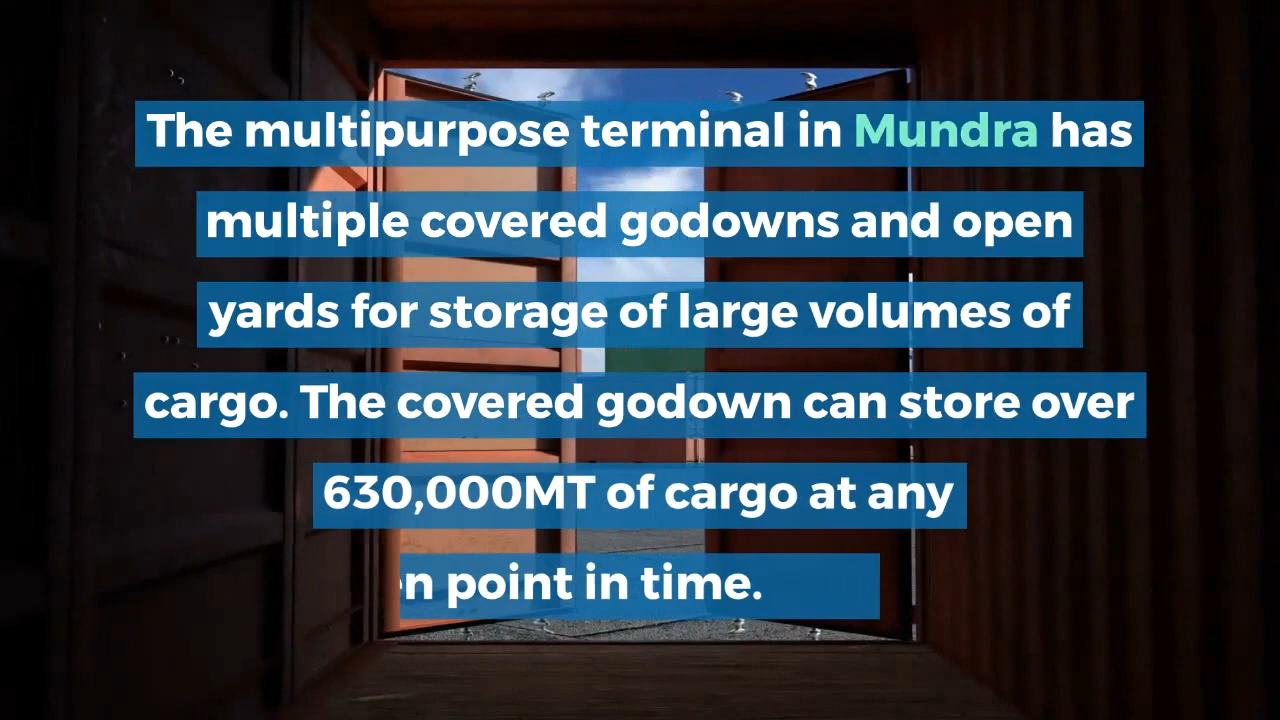 The multipurpose terminal in Mundra has
multiple covered godowns and open
yards for storage of large volumes of
cargo. The covered godown can store over
630,000MT of cargo at any
point in time.